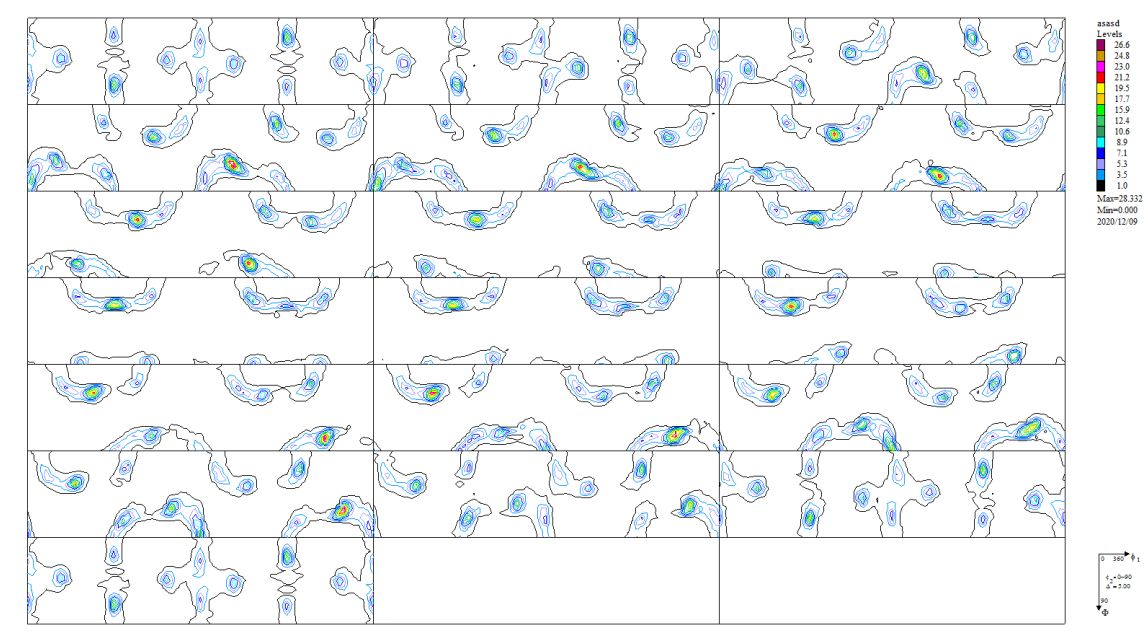 asasd
Levels
26.6
24.8
23.0
21.2
19.5
17.7
15.9
12.4
10.6
8.9
7.1
5.3
3.5
1.0
Max=28.332
Min=0.000
2020/12/09
0 360 ϕ1
ϕ2=0-90
Δ=5.00
90
Φ